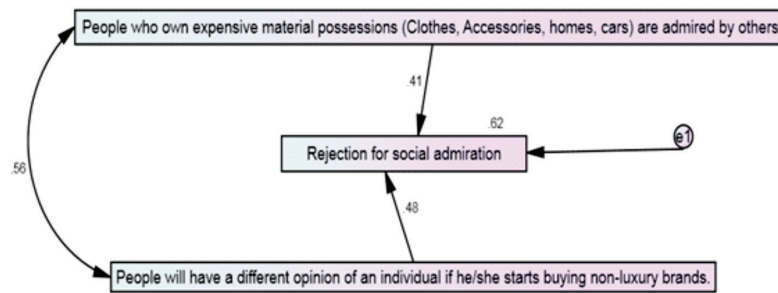 People who own expensive material possessions (Clothes, Accessories, homes, cars) are admired by others
.41
.62
e1
Rejection for social admiration
.56
.48
People will have a different opinion of an individual if he/she starts buying non-luxury brands.